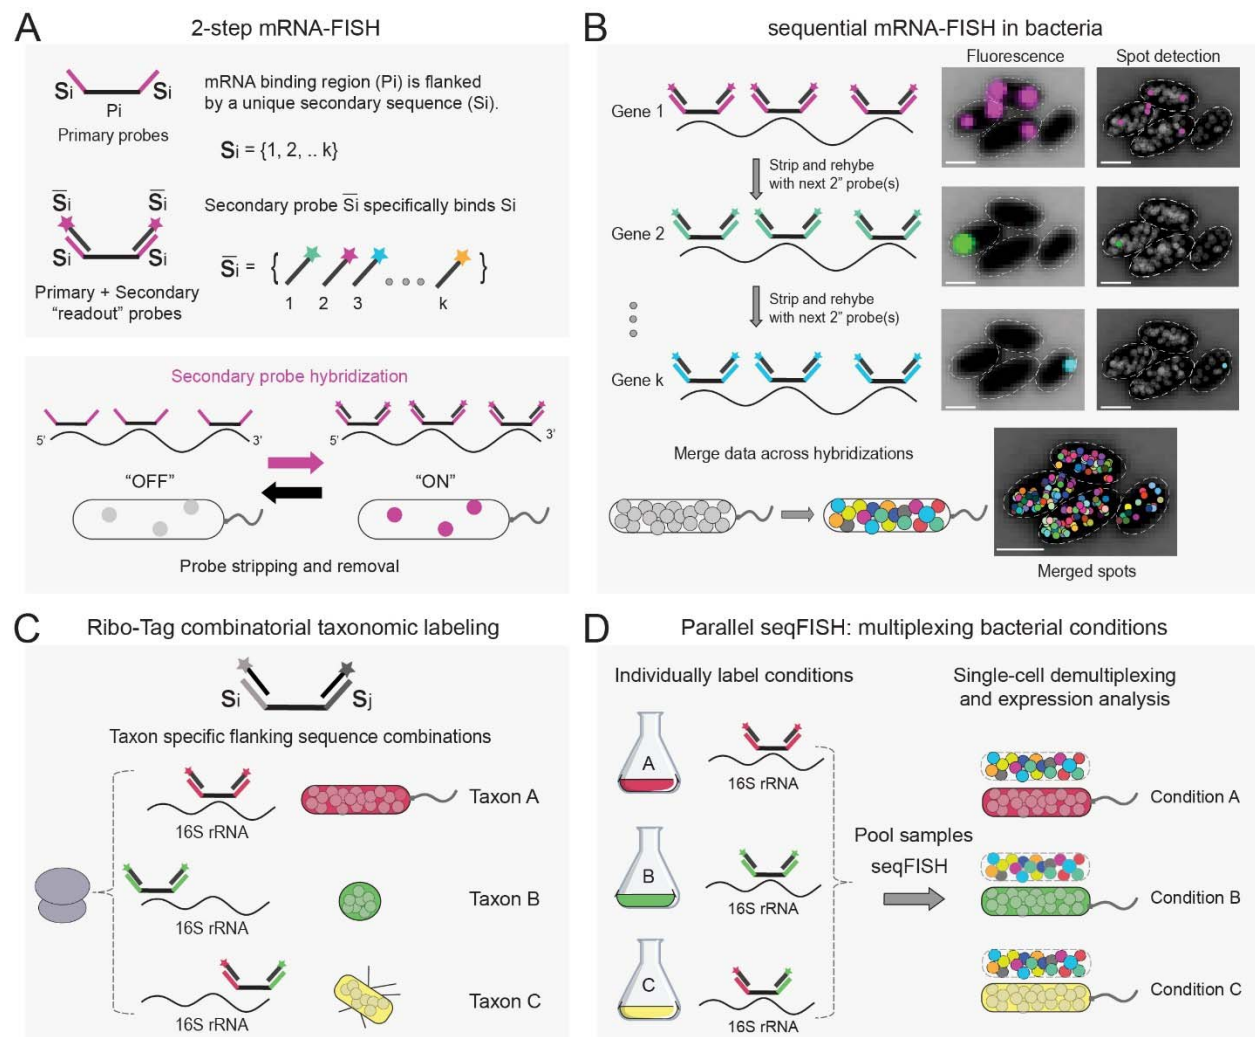 A
2-step mRNA-FISH
Si
Pi
Si
Primary probes
mRNA binding region (Pi) is flanked
by a unique secondary sequence (Si).
Si = {1, 2, .. k}
S̅i
S̅i
Si
Si
Primary + Secondary
“readout” probes
Secondary probe S̅i specifically binds Si
S̅i = { }
1 2 3 k
Secondary probe hybridization
5’ 3’
5’ 3’
“OFF”
“ON”
Probe stripping and removal
B
sequential mRNA-FISH in bacteria
Fluorescence
Spot detection
Gene 1
Strip and rehybe
with next 2” probe(s)
Gene 2
Strip and rehybe
with next 2” probe(s)
Gene k
Merge data across hybridizations
Merged spots
C
Ribo-Tag combinatorial taxonomic labeling
Si
Sj
Taxon specific flanking sequence combinations
16S rRNA
Taxon A
16S rRNA
Taxon B
16S rRNA
Taxon C
D
Parallel seqFISH: multiplexing bacterial conditions
Individually label conditions
Single-cell demultiplexing
and expression analysis
A
16S rRNA
Condition A
B
16S rRNA
Pool samples
seqFISH
Condition B
C
16S rRNA
Condition C